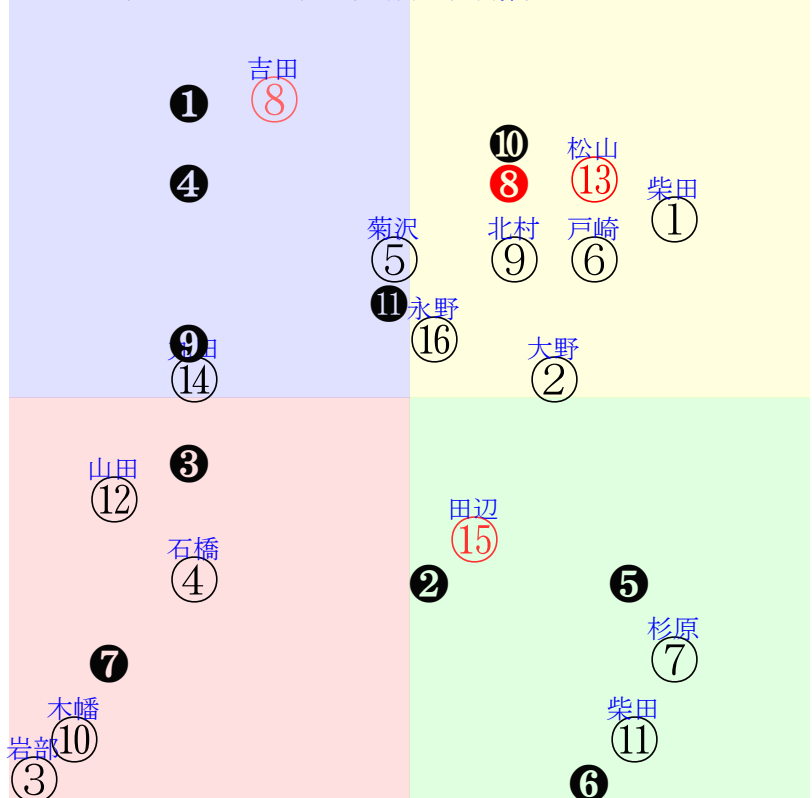 吉田
❶ ⑧
❿ 松山
❹ ❽ ⑬ 柴田
①
菊沢 北村 戸崎
⑤ ⑨ ⑥
⓫ 永野
❾ ⑯ 大野
田
⑭ ②
❸
山田
⑫ 田辺
⑮
石橋
④ ❷ ❺
杉原
❼ ⑦
木幡 柴田
⑩ ⑪
岩部
③ ❻